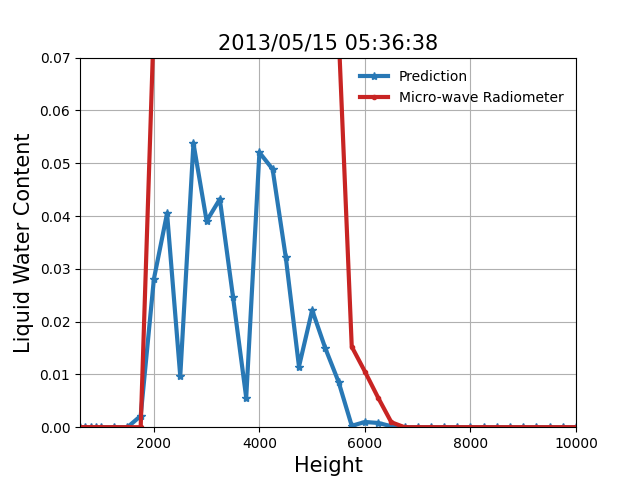 2013/05/15 05:36:38
0.07
0.06
0.05
0.04
0.03
0.02
0.01
0.00
Liquid Water Content
Prediction
Micro-wave Radiometer
2000 4000 6000 8000 10000
Height